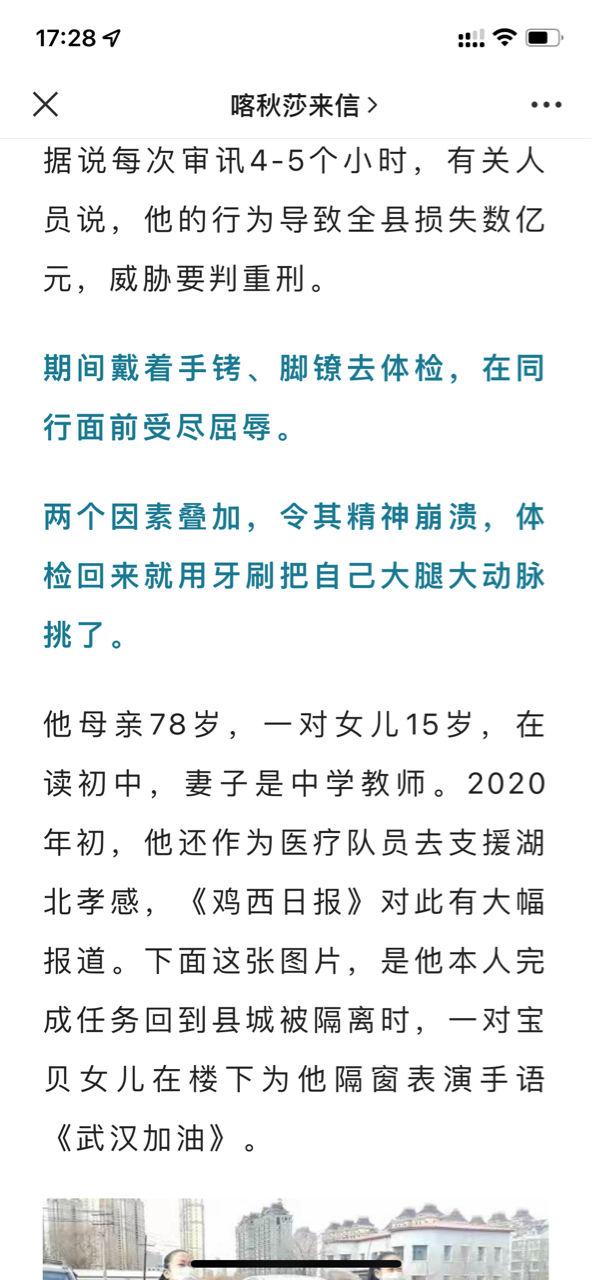 17:28
喀秋莎来信
据说每次审讯4-5个小时，有关人
员说，他的行为导致全县损失数亿
元，威胁要判重刑。
期间戴着手铐、脚镣去体检，在同
行面前受尽屈辱。
两个因素叠加，令其精神崩溃，体
检回来就用牙刷把自己大腿大动脉
挑了。
他母亲78岁，一对女儿15岁，在
读初中，妻子是中学教师。2020
年初，他还作为医疗队员去支援湖
北孝感，《鸡西日报》对此有大幅
报道。下面这张图片，是他本人完
成任务回到县城被隔离时，一对宝
贝女儿在楼下为他隔窗表演手语
《武汉加油》。